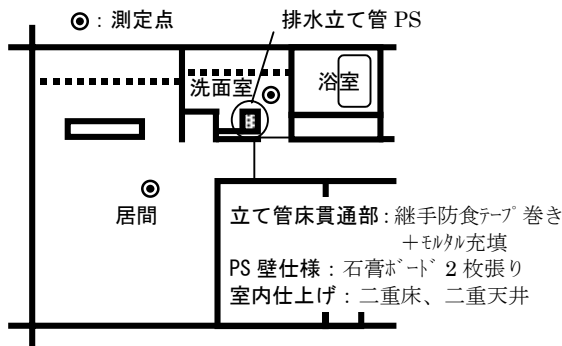 ◉：測定点
排水立て管 PS
洗面室
浴室
居間
立て管床貫通部：継手防食ﾃｰﾌﾟ巻き
＋ﾓﾙﾀﾙ充填
PS 壁仕様：石膏ﾎﾞｰﾄﾞ 2 枚張り
室内仕上げ：二重床、二重天井